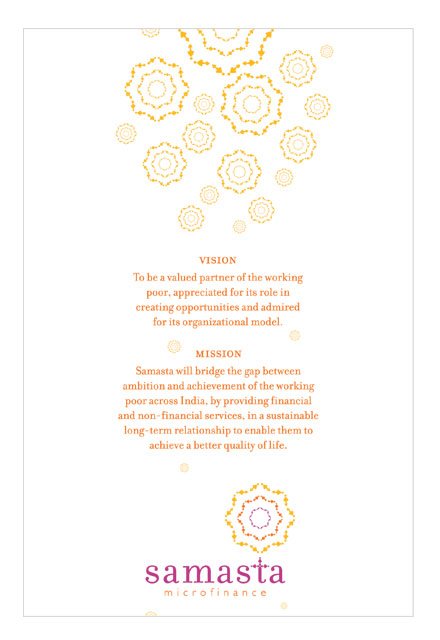 VISION
To be a valued partner of the working
poor, appreciated for its role in
creating opportunities and admired
for its organizational model.
MISSION
Samasta will bridge the gap between
ambition and achievement of the working
poor across India, by providing financial
and non-financial services, in a sustainable
long-term relationship to enable them to
achieve a better quality of life.
samasta
microfinance